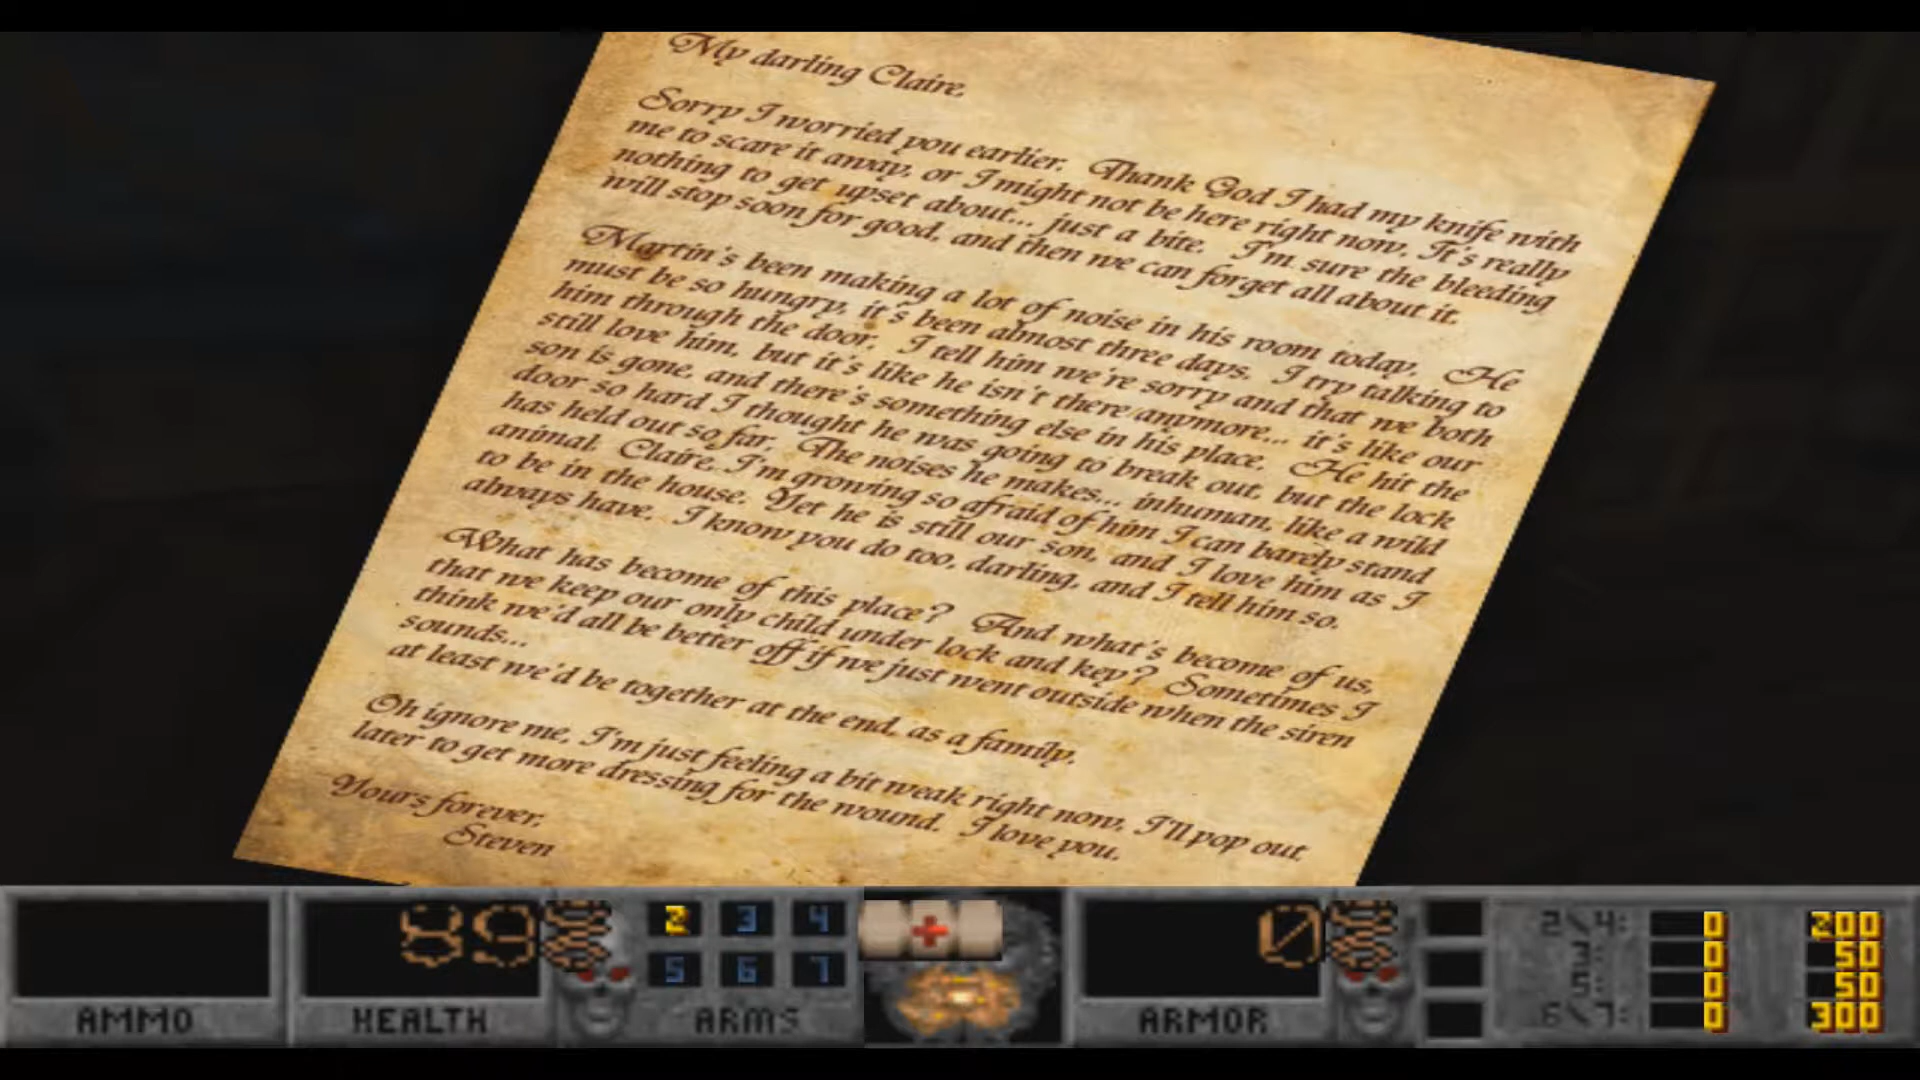 My darling Claire,
Sorry I worried you earlier. Thank God I had my knife with
me to scare it away, or I might not be here right now. It's really
nothing to get upset about... just a bite. I'm sure the bleeding
will stop soon for good, and then we can forget all about it.
Martin's been making a lot of noise in his room today. He
must be so hungry, it's been almost three days. I try talking to
him through the door. I tell him we're sorry and that we both
still love him, but it's like he isn't there anymore... it's like our
son is gone, and there's something else in his place. He hit the
door so hard I thought he was going to break out, but the lock
has held out so far. The noises he makes... inhuman, like a wild
animal. Claire, I'm growing so afraid of him I can barely stand
to be in the house. Yet he is still our son, and I love him as I
always have. I know you do too, darling, and I tell him so.
What has become of this place? And what's become of us,
that we keep our only child under lock and key? Sometimes I
think we'd all be better off if we just went outside when the siren
sounds...
at least we'd be together at the end, as a family.
Oh ignore me, I'm just feeling a bit weak right now, I'll pop out
later to get more dressing for the wound. I love you.
Yours forever,
Steven
89
2 3 4
5 6 7
0
AMMO HEALTH ARMS ARMOR
2/4: 0 200
3: 0 50
5: 0 50
6/7: 0 300